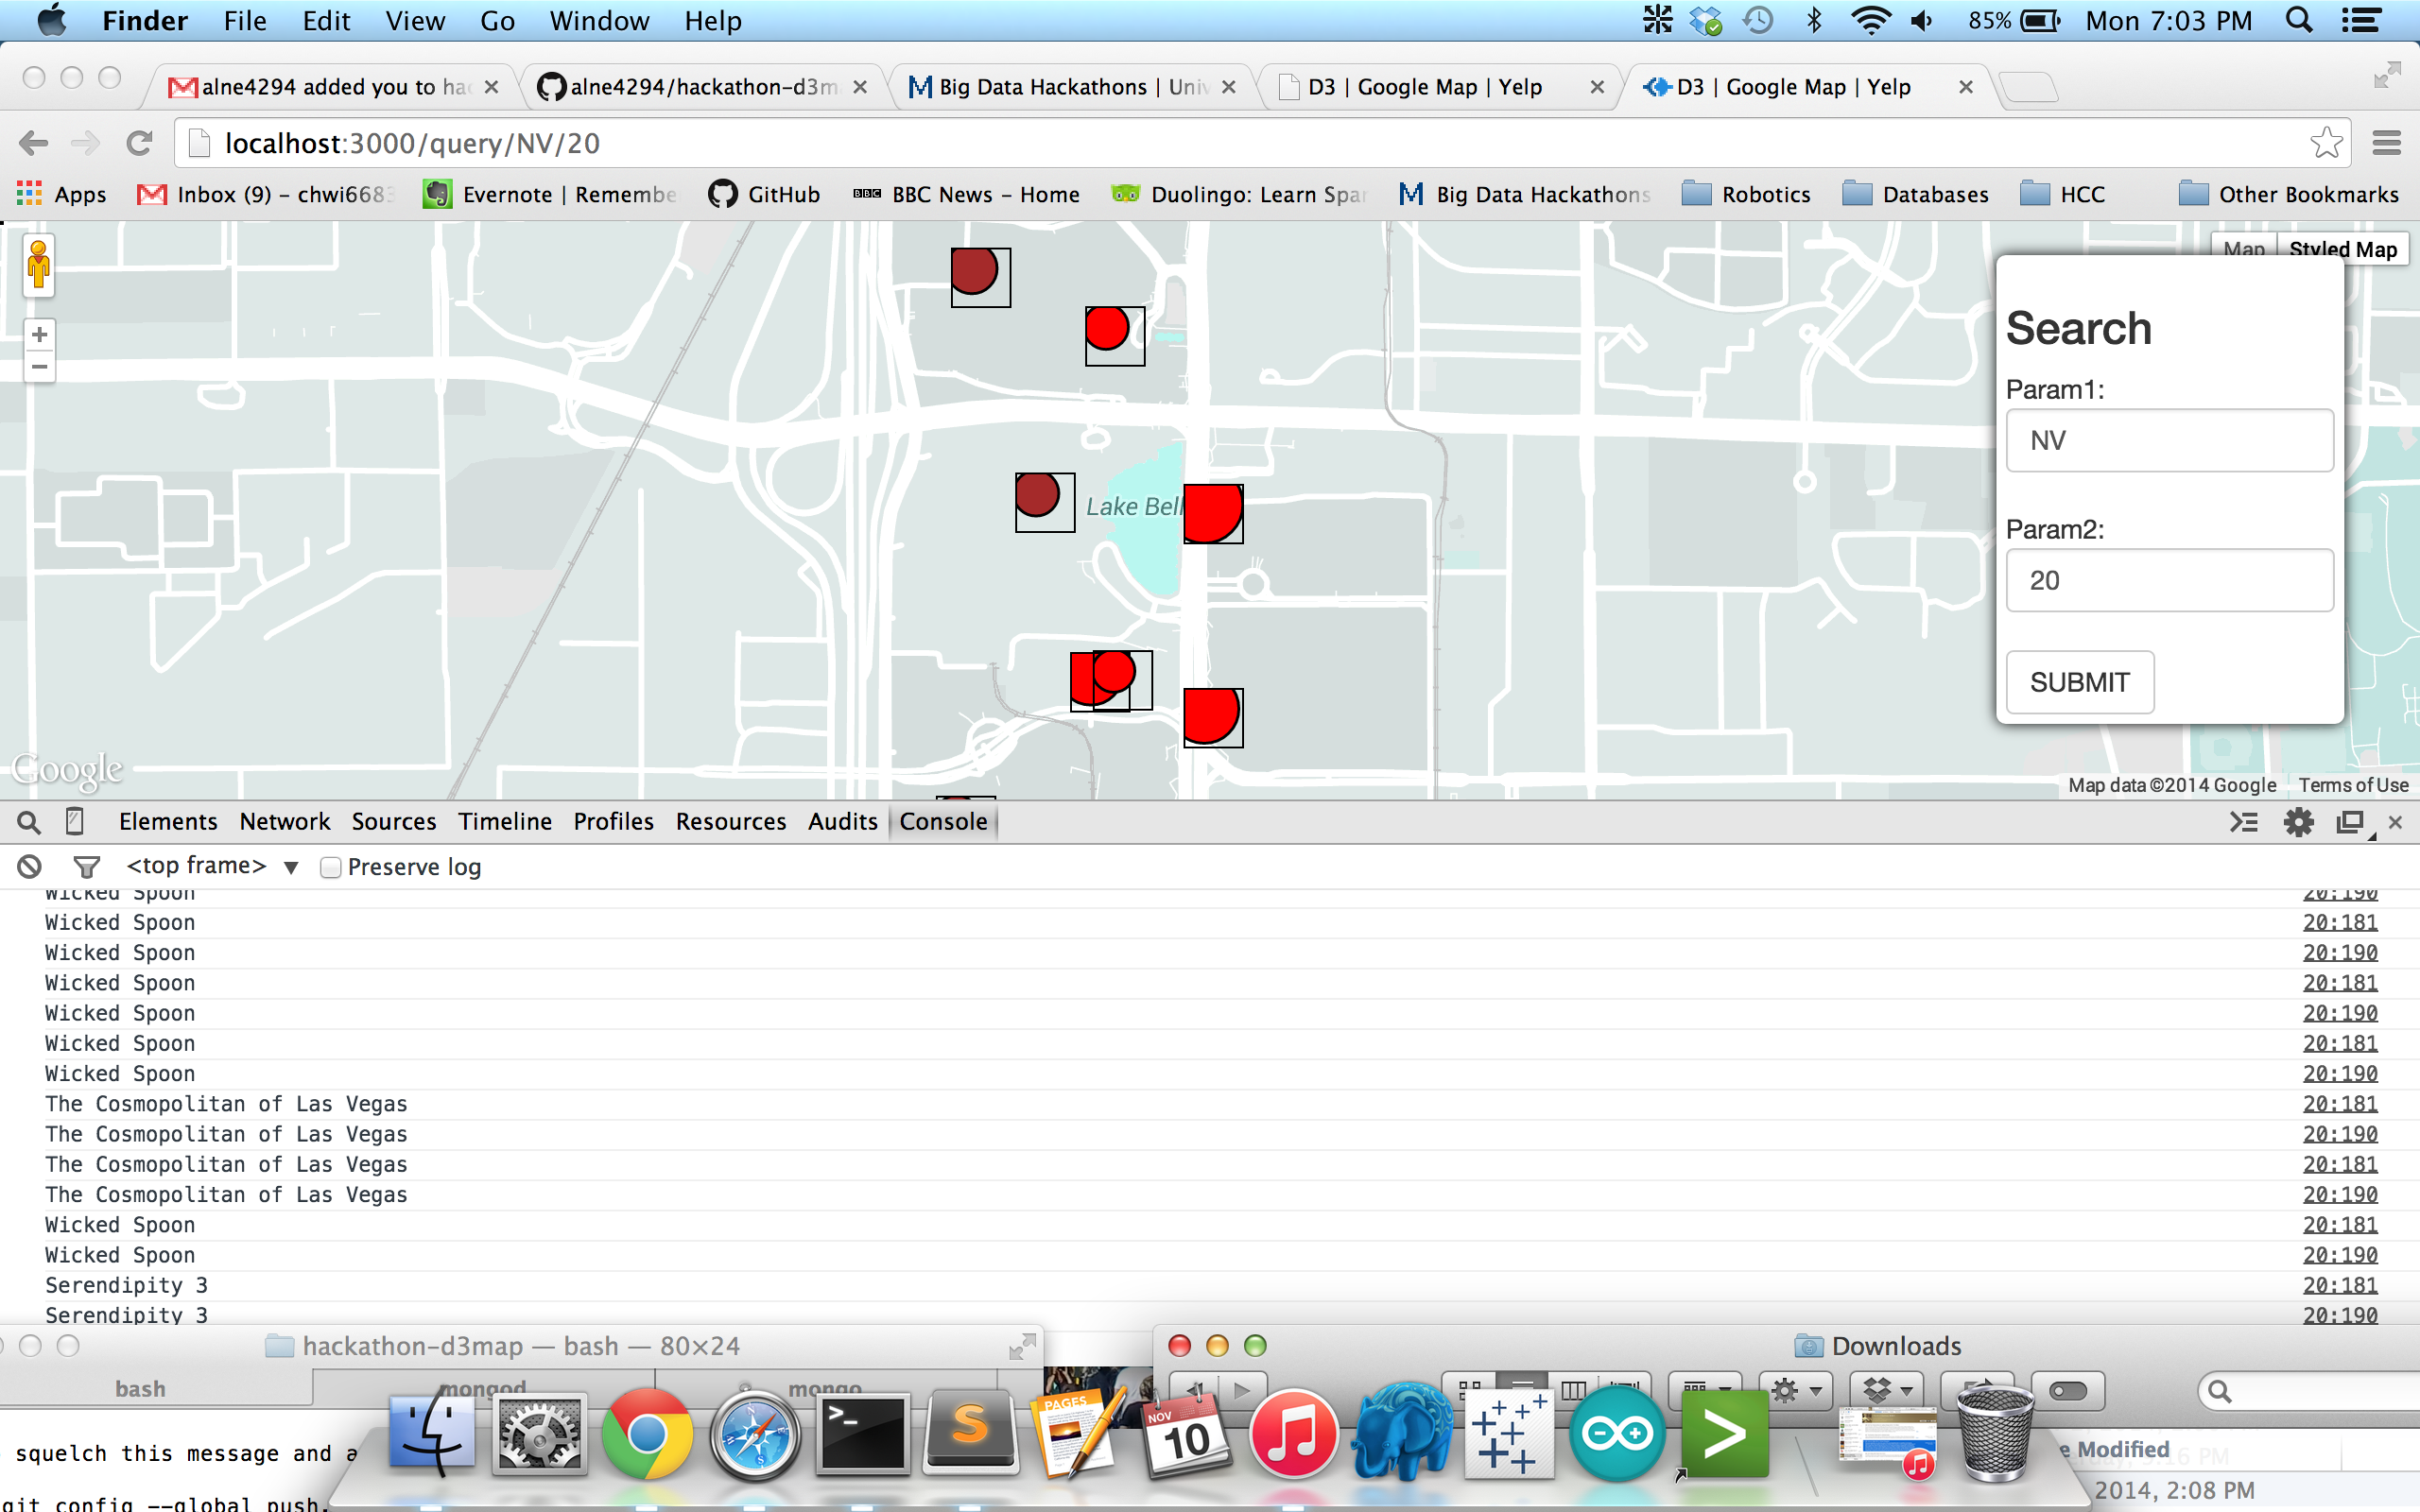 Finder File Edit View Go Window Help 85% Mon 7:03 PM
alne4294 added you to ha alne4294/hackathon-d3m Big Data Hackathons | Univ D3 | Google Map | Yelp D3 | Google Map | Yelp
localhost:3000/query/NV/20
Apps Inbox (9) – chwi6683 Evernote | Remembe GitHub BBC BBC News – Home Duolingo: Learn Spar Big Data Hackathons Robotics Databases HCC Other Bookmarks
Map Styled Map
Search
Param1:
NV
Lake Bell
Param2:
20
SUBMIT
Google
Map data ©2014 Google Terms of Use
Elements Network Sources Timeline Profiles Resources Audits Console
<top frame> Preserve log
Wicked Spoon 20:190
Wicked Spoon 20:181
Wicked Spoon 20:190
Wicked Spoon 20:181
Wicked Spoon 20:190
Wicked Spoon 20:181
Wicked Spoon 20:190
The Cosmopolitan of Las Vegas 20:181
The Cosmopolitan of Las Vegas 20:190
The Cosmopolitan of Las Vegas 20:181
The Cosmopolitan of Las Vegas 20:190
Wicked Spoon 20:181
Wicked Spoon 20:190
Serendipity 3 20:181
Serendipity 3 20:190
hackathon-d3map — bash — 80×24 Downloads
bash mongod mongo
PAGES
NOV
10
squelch this message and a
e Modified
git config --global push.
2014, 2:08 PM